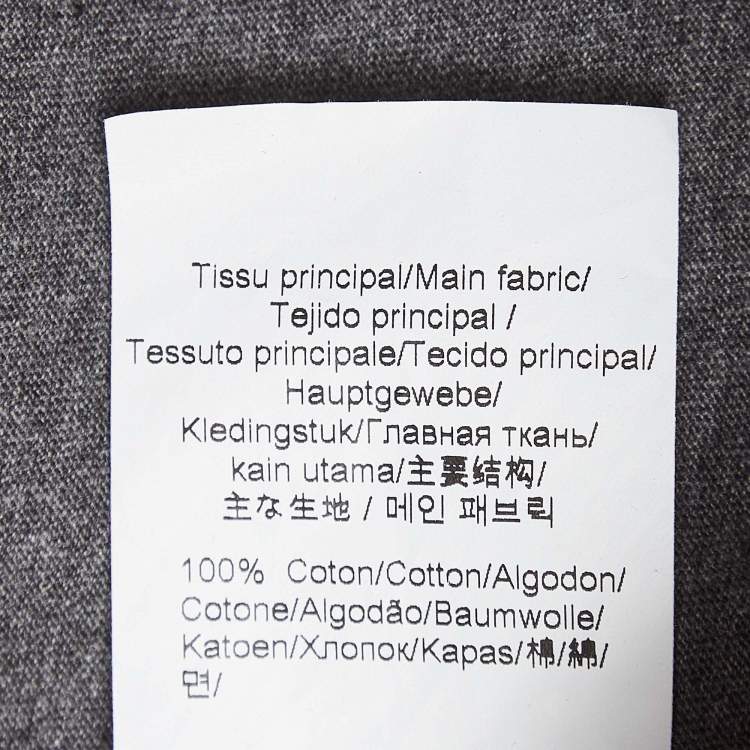 Tissu principal/Main fabric/
Tejido principal /
Tessuto principale/Tecido principal/
Hauptgewebe/
Kledingstuk/Главная ткань/
kain utama/主要结构/
主な生地 / 메인 패브릭
100% Coton/Cotton/Algodon/
Cotone/Algodão/Baumwolle/
Katoen/Хлопок/Kapas/棉/綿/
면/